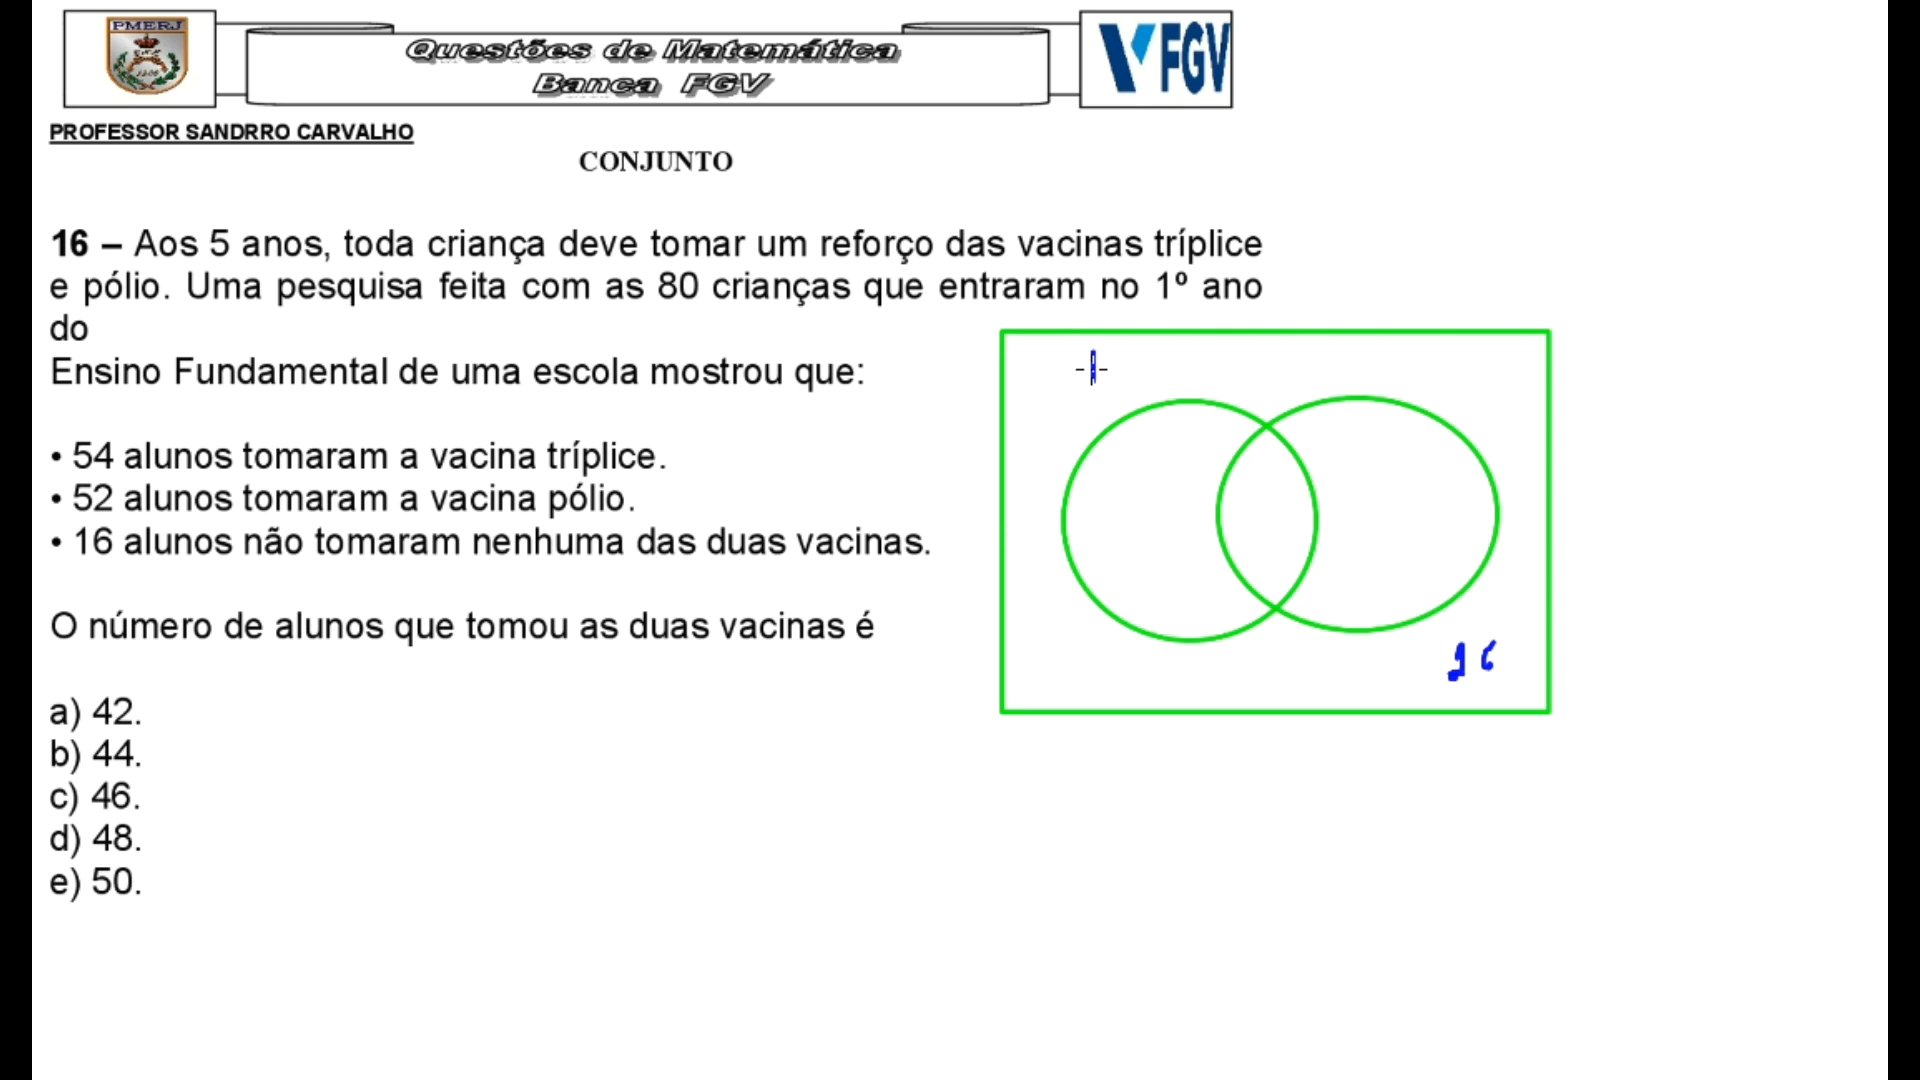 PMERJ
Questões de Matemática
Banca FGV
FGV
PROFESSOR SANDRRO CARVALHO
CONJUNTO
16 – Aos 5 anos, toda criança deve tomar um reforço das vacinas tríplice
e pólio. Uma pesquisa feita com as 80 crianças que entraram no 1º ano
do
Ensino Fundamental de uma escola mostrou que:
• 54 alunos tomaram a vacina tríplice.
• 52 alunos tomaram a vacina pólio.
• 16 alunos não tomaram nenhuma das duas vacinas.
16
O número de alunos que tomou as duas vacinas é
a) 42.
b) 44.
c) 46.
d) 48.
e) 50.